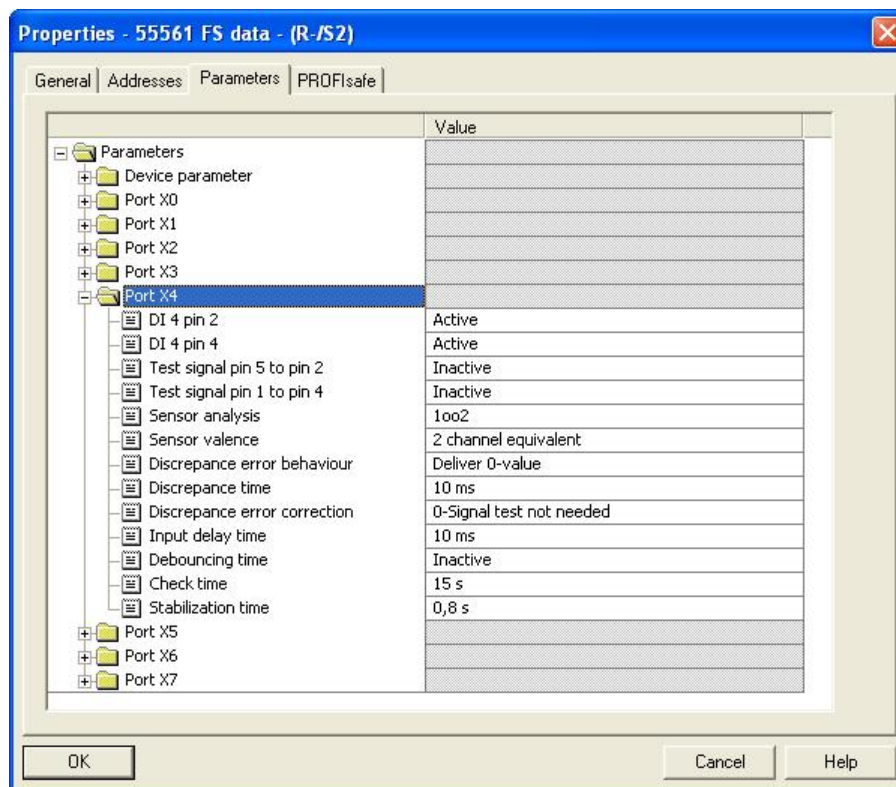 Properties - 55561 FS data - (R-/S2)
General Addresses Parameters PROFIsafe
Value
Parameters
Device parameter
Port X0
Port X1
Port X2
Port X3
Port X4
DI 4 pin 2 Active
DI 4 pin 4 Active
Test signal pin 5 to pin 2 Inactive
Test signal pin 1 to pin 4 Inactive
Sensor analysis 1oo2
Sensor valence 2 channel equivalent
Discrepance error behaviour Deliver 0-value
Discrepance time 10 ms
Discrepance error correction 0-Signal test not needed
Input delay time 10 ms
Debouncing time Inactive
Check time 15 s
Stabilization time 0,8 s
Port X5
Port X6
Port X7
OK Cancel Help